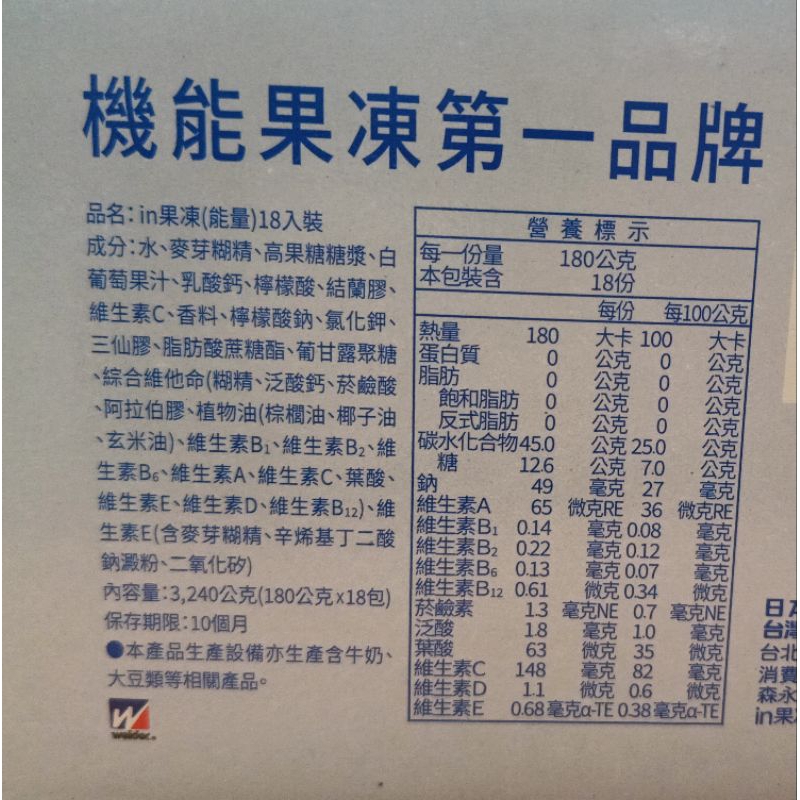 機能果凍第一品牌
品名:in果凍(能量)18入裝
成分:水、麥芽糊精、高果糖糖漿、白
葡萄果汁、乳酸鈣、檸檬酸、結蘭膠、
維生素C、香料、檸檬酸鈉、氯化鉀、
三仙膠、脂肪酸蔗糖酯、葡甘露聚糖
、綜合維他命(糊精、泛酸鈣、菸鹼酸
、阿拉伯膠、植物油(棕櫚油、椰子油
、玄米油)、維生素B₁、維生素B₂、維
生素B₆、維生素A、維生素C、葉酸、
維生素E、維生素D、維生素B₁₂)、維
生素E(含麥芽糊精、辛烯基丁二酸
鈉澱粉、二氧化矽)
內容量:3,240公克(180公克x18包)
保存期限:10個月
●本產品生產設備亦生產含牛奶、
大豆類等相關產品。
W
weider
營養標示
每一份量 180公克
本包裝含 18份
每份 每100公克
熱量 180 大卡 100 大卡
蛋白質 0 公克 0 公克
脂肪 0 公克 0 公克
飽和脂肪 0 公克 0 公克
反式脂肪 0 公克 0 公克
碳水化合物 45.0 公克 25.0 公克
糖 12.6 公克 7.0 公克
鈉 49 毫克 27 毫克
維生素A 65 微克RE 36 微克RE
維生素B₁ 0.14 毫克 0.08 毫克
維生素B₂ 0.22 毫克 0.12 毫克
維生素B₆ 0.13 毫克 0.07 毫克
維生素B₁₂ 0.61 微克 0.34 微克
菸鹼素 1.3 毫克NE 0.7 毫克NE
泛酸 1.8 毫克 1.0 毫克
葉酸 63 微克 35 微克
維生素C 148 毫克 82 毫克
維生素D 1.1 微克 0.6 微克
維生素E 0.68 毫克α-TE 0.38 毫克α-TE
日
台灣
台北
消費
森永
in果